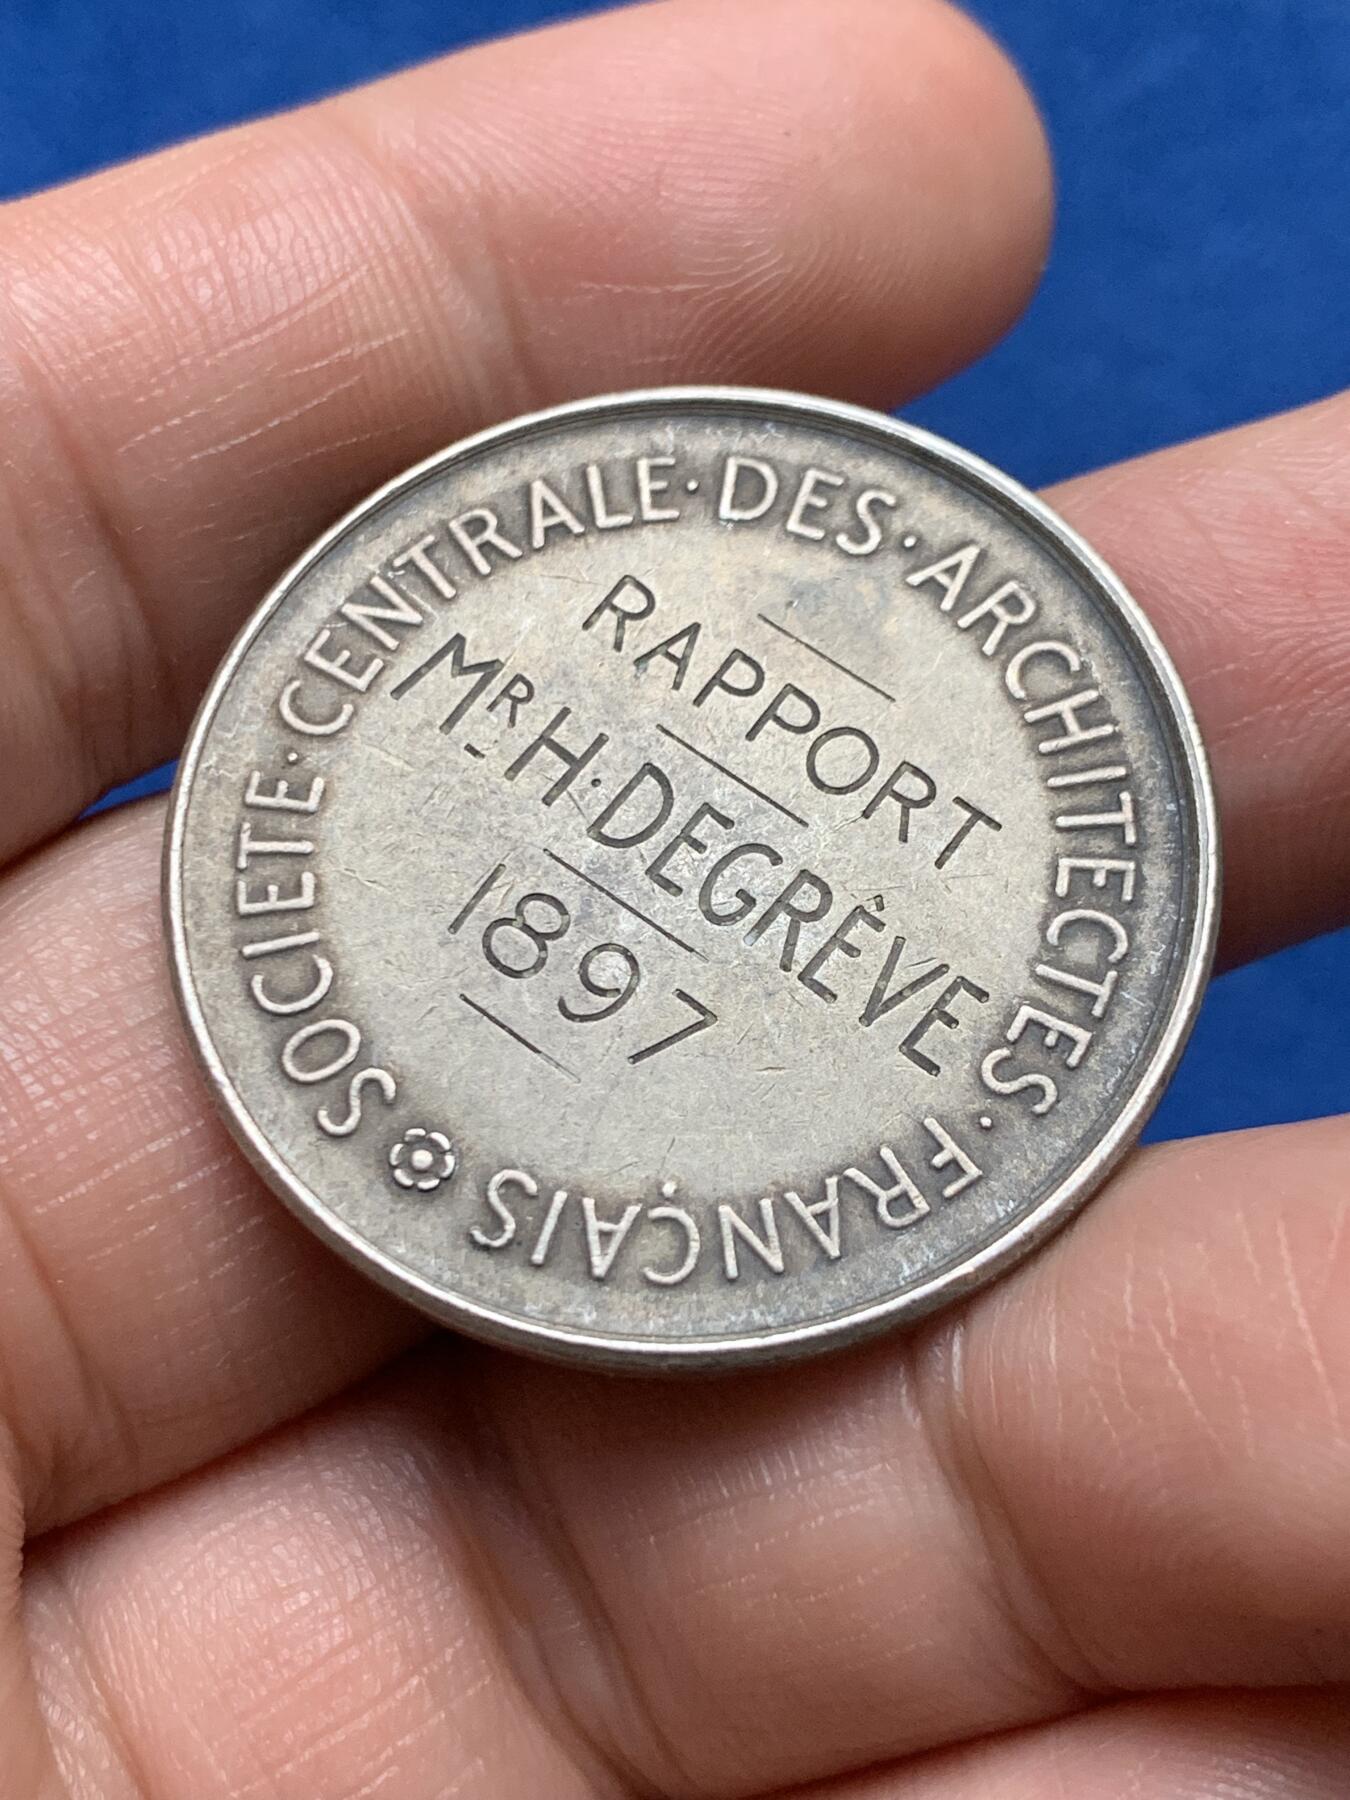 SOCIETE · CENTRALE · DES · ARCHITECTES · FRANÇAIS
RAPPORT
MR H. DEGRÈVE
1897